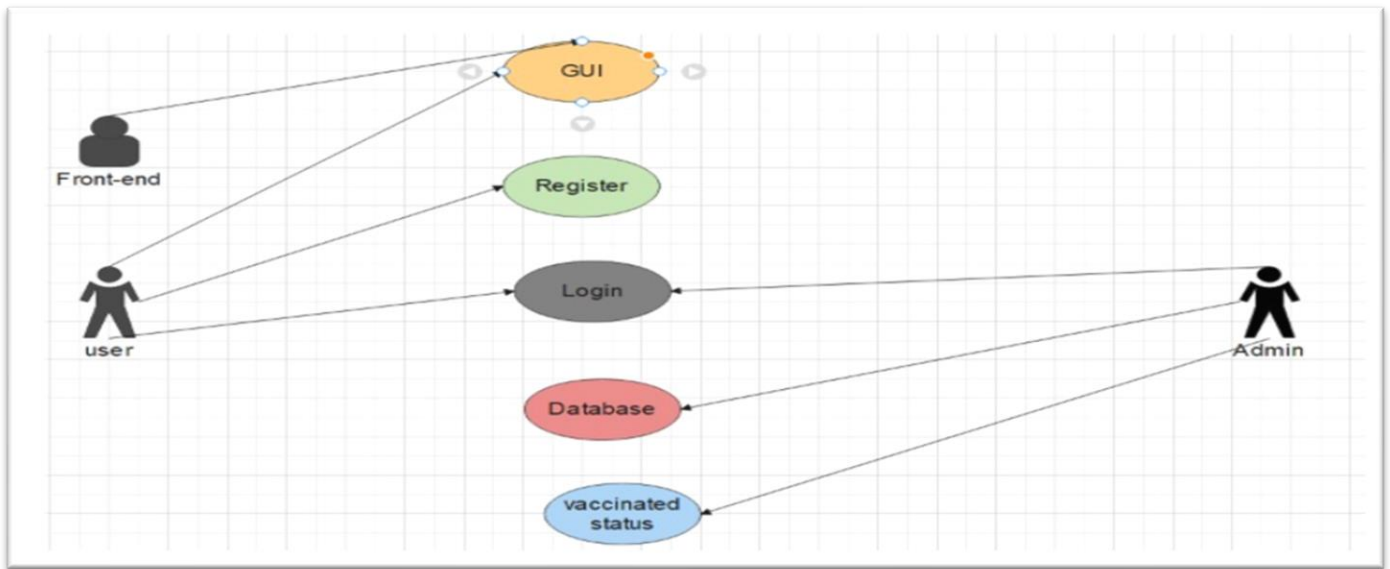 GUI
Front-end
Register
Login
user
Admin
Database
vaccinated
status